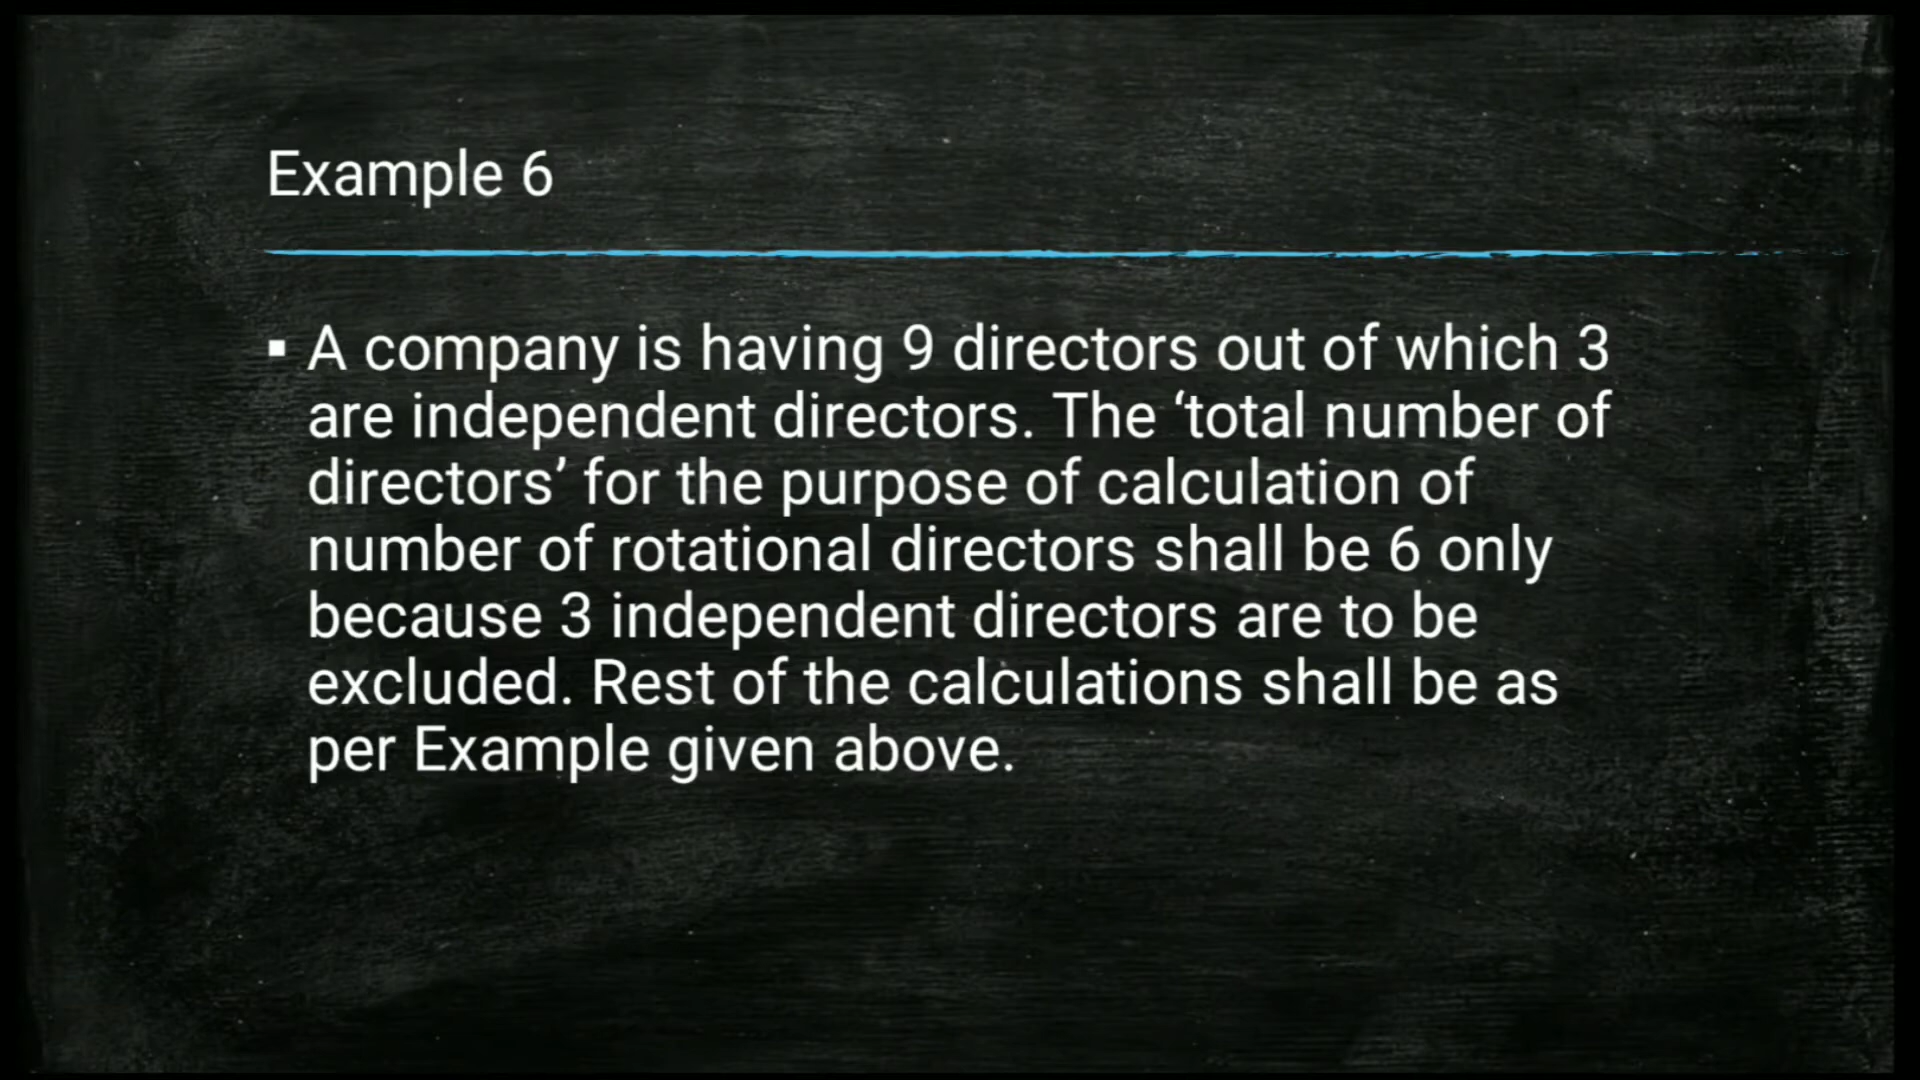 Example 6
▪ A company is having 9 directors out of which 3
are independent directors. The ‘total number of
directors’ for the purpose of calculation of
number of rotational directors shall be 6 only
because 3 independent directors are to be
excluded. Rest of the calculations shall be as
per Example given above.